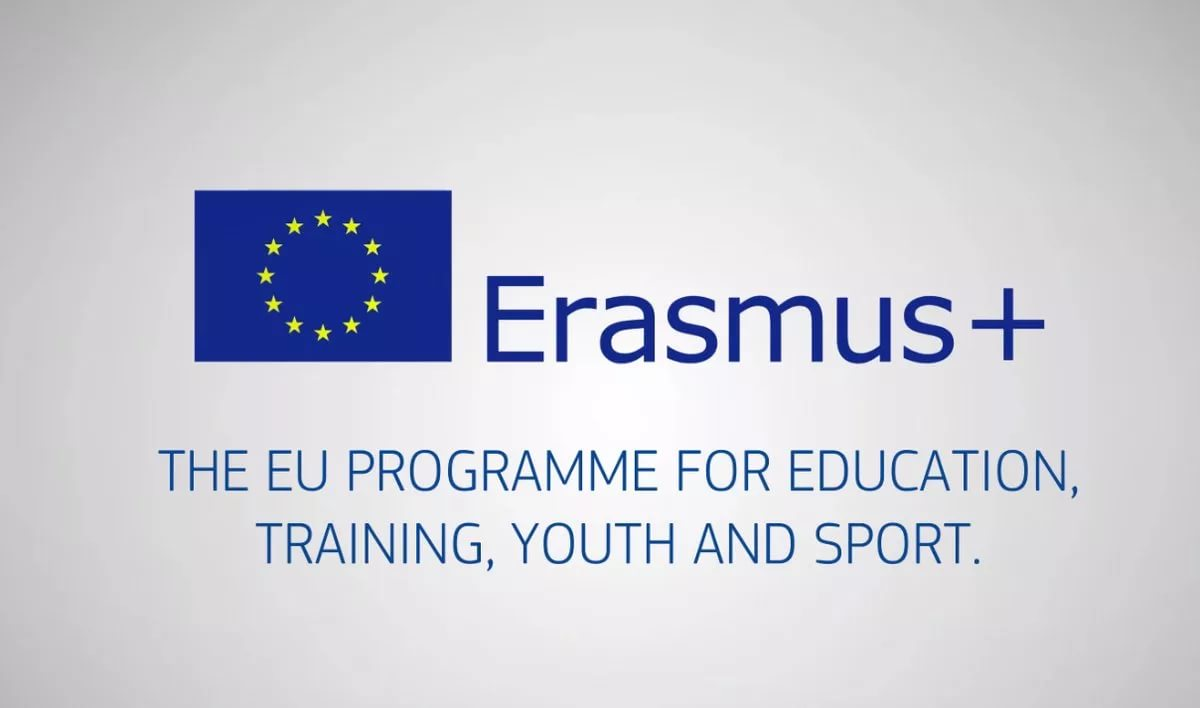 Erasmus+
THE EU PROGRAMME FOR EDUCATION,
TRAINING, YOUTH AND SPORT.